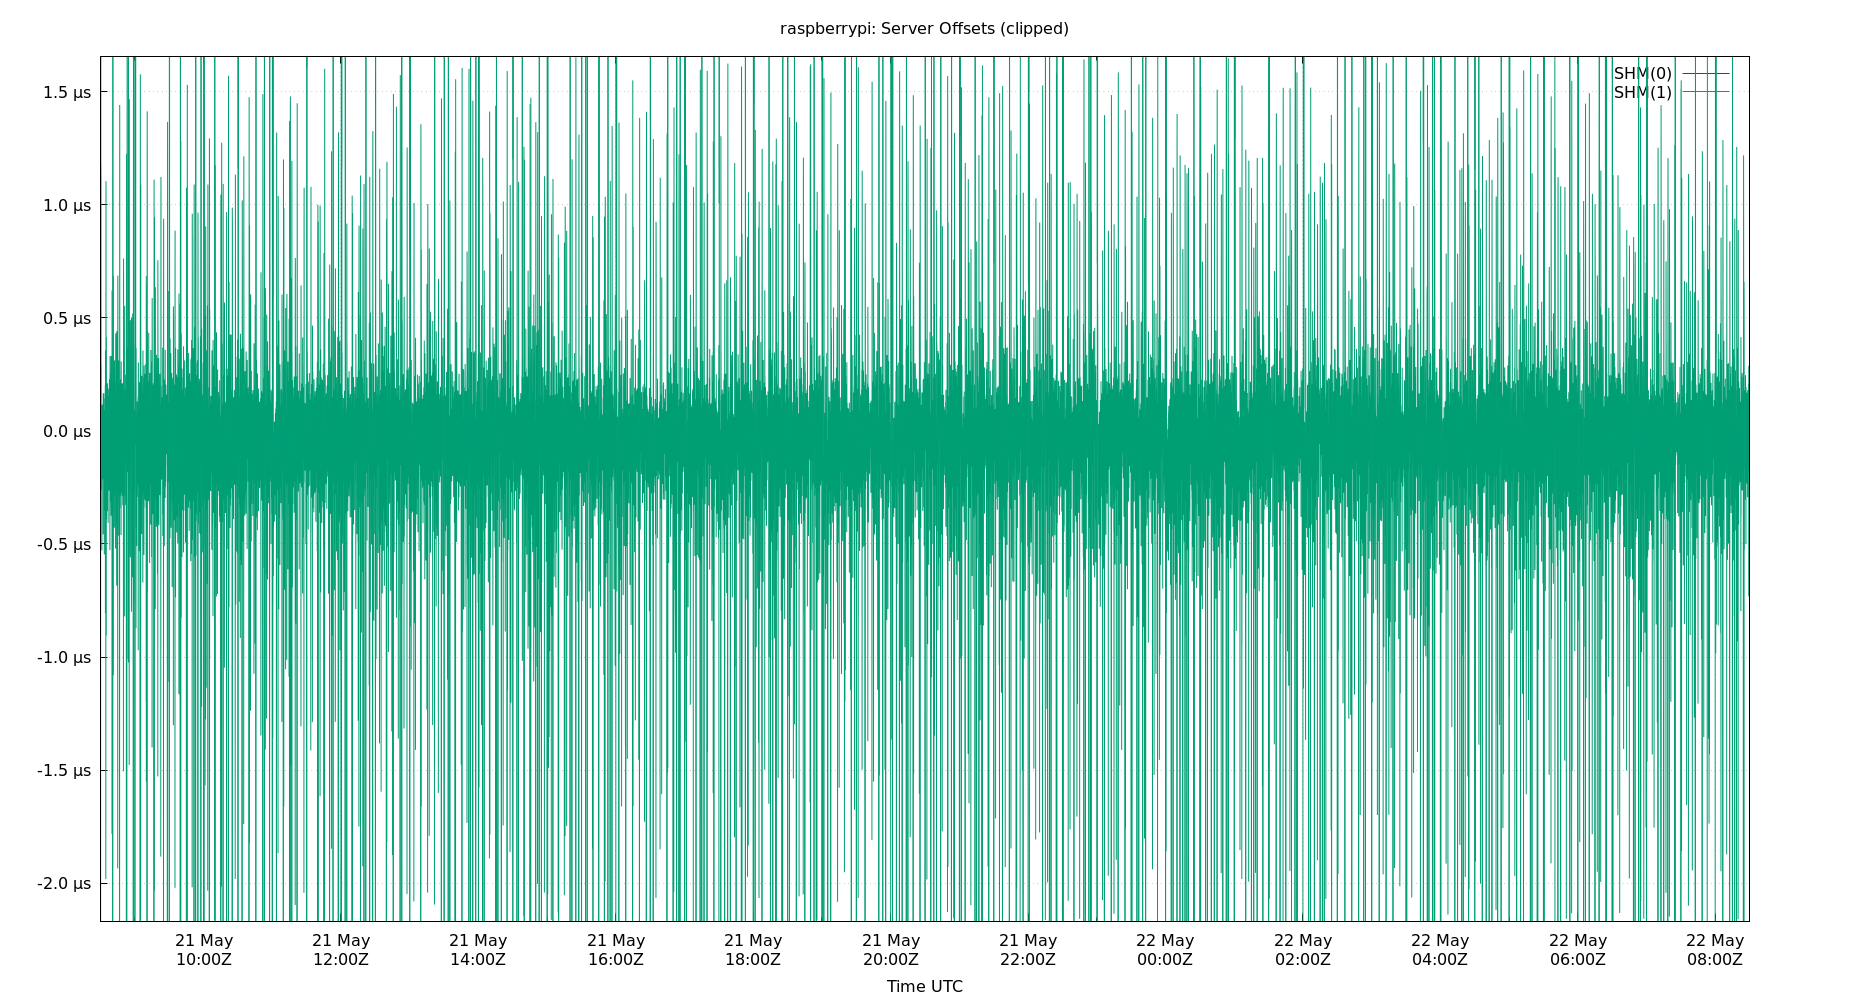 raspberrypi: Server Offsets (clipped)
SHM(0)
SHM(1)
1.5 µs
1.0 µs
0.5 µs
0.0 µs
-0.5 µs
-1.0 µs
-1.5 µs
-2.0 µs
21 May 21 May 21 May 21 May 21 May 21 May 21 May 22 May 22 May 22 May 22 May 22 May
10:00Z 12:00Z 14:00Z 16:00Z 18:00Z 20:00Z 22:00Z 00:00Z 02:00Z 04:00Z 06:00Z 08:00Z
Time UTC